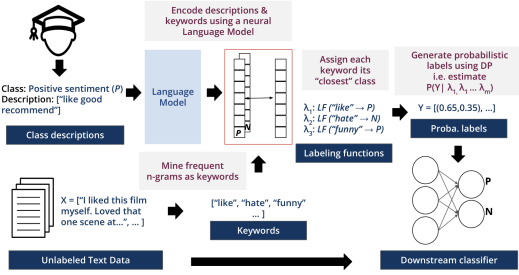 Encode descriptions &
keywords using a neural
Language Model
Class: Positive sentiment (P)
Description: ["like good
recommend"]
Class descriptions
Language
Model
P
N
Assign each
keyword its
"closest" class
λ1: LF ("like" → P)
λ2: LF ("hate" → N)
λ3: LF ("funny" → P)
Labeling functions
Generate probabilistic
labels using DP
i.e. estimate
P(Y| λ1, λ1 ... λm)
Y = [(0.65,0.35), ...]
Proba. labels
Mine frequent
n-grams as keywords
X = ["I liked this film
myself. Loved that
one scene at...", ... ]
Unlabeled Text Data
["like", "hate", "funny"
... ]
Keywords
P
N
Downstream classifier